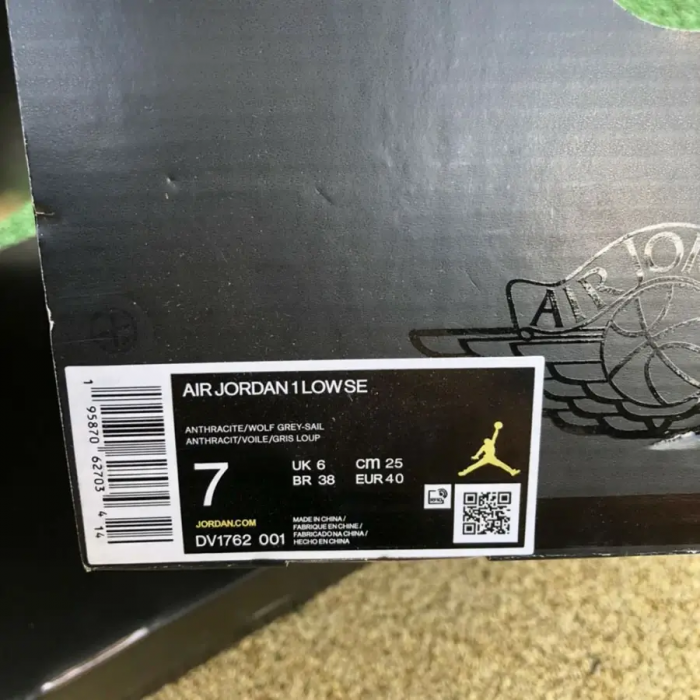 AIR JORDAN
AIR JORDAN 1 LOW SE
ANTHRACITE/WOLF GREY-SAIL
ANTHRACIT/VOILE/GRIS LOUP
7
UK 6 cm 25
BR 38 EUR 40
JORDAN.COM
DV1762 001
MADE IN CHINA /
FABRIQUE EN CHINE /
FABRICADO NA CHINA /
HECHO EN CHINA
1 95870 62703 4 14